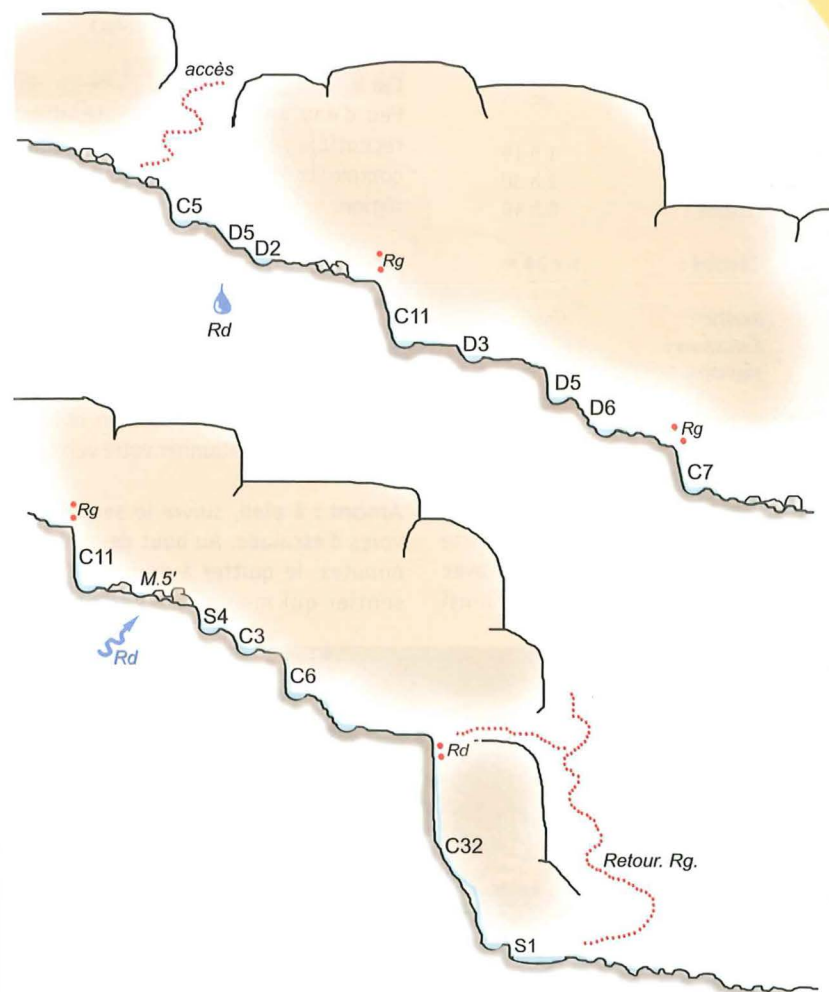 accès
C5
D5
D2
Rd
Rg
C11
D3
D5
D6
Rg
C7
Rg
C11
M.5'
Rd
S4
C3
C6
Rd
C32
Retour. Rg.
S1